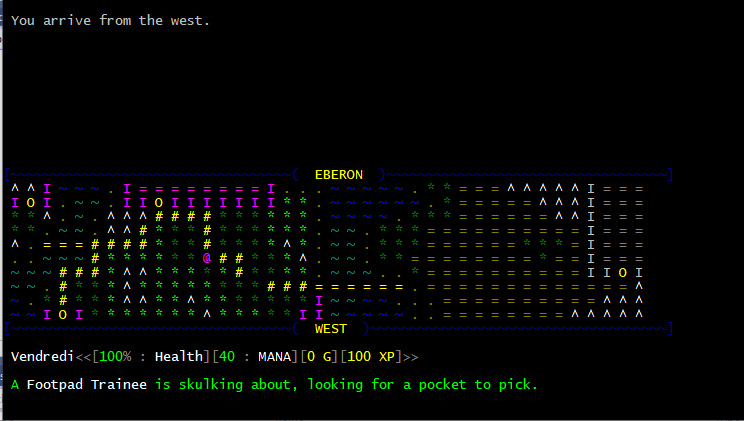 You arrive from the west.
EBERON
WEST
Vendredi<<[100% : Health][40 : MANA][0 G][100 XP]>>
A Footpad Trainee is skulking about, looking for a pocket to pick.